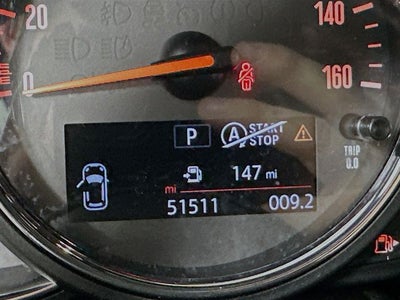 20 140
0 160
P A START STOP
147 mi
mi
51511 009.2
TRIP
0.0